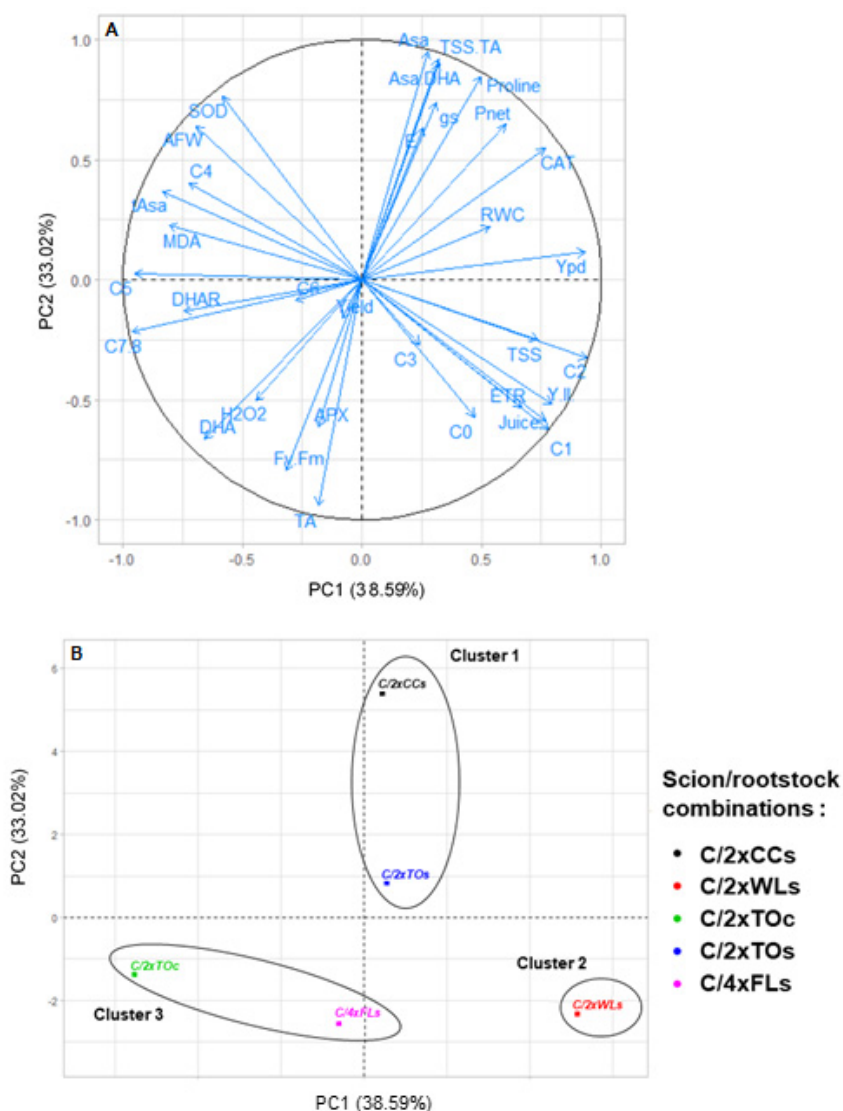 A
1.0
0.5
0.0
-0.5
-1.0
PC2 (33.02%)
Asa
TSS.TA
Asa.DHA
Proline
SOD
gs
Pnet
AFW
E
CAT
C4
tAsa
RWC
MDA
Ypd
C5
DHAR
C6
Yield
C7.8
C3
TSS
C2
ETR
Y.II
H2O2
APX
DHA
C0
Juice
C1
Fv.Fm
TA
-1.0 -0.5 0.0 0.5 1.0
PC1 (38.59%)
B
6
4
2
0
-2
PC2 (33.02%)
Cluster 1
C/2xCCs
C/2xTOs
Cluster 2
C/2xTOc
C/2xWLs
Cluster 3
C/4xFLs
PC1 (38.59%)
Scion/rootstock
combinations :
C/2xCCs
C/2xWLs
C/2xTOc
C/2xTOs
C/4xFLs